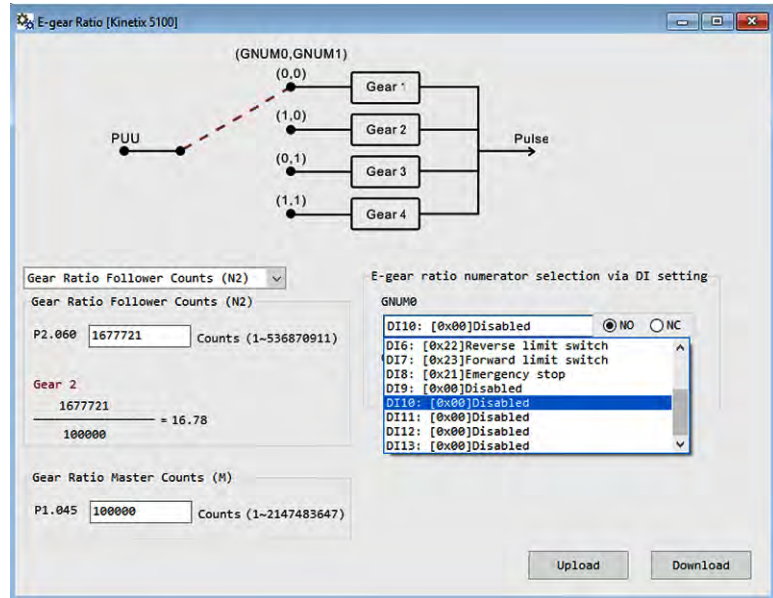 E-gear Ratio [Kinetix 5100]
(GNUM0,GNUM1)
(0,0)
Gear 1
(1,0)
Gear 2
PUU
Pulse
(0,1)
Gear 3
(1,1)
Gear 4
Gear Ratio Follower Counts (N2)
Gear Ratio Follower Counts (N2)
P2.060 1677721 Counts (1~536870911)
Gear 2
1677721
= 16.78
100000
Gear Ratio Master Counts (M)
P1.045 100000 Counts (1~2147483647)
E-gear ratio numerator selection via DI setting
GNUM0
DI10: [0x00]Disabled NO NC
DI6: [0x22]Reverse limit switch
DI7: [0x23]Forward limit switch
DI8: [0x21]Emergency stop
DI9: [0x00]Disabled
DI10: [0x00]Disabled
DI11: [0x00]Disabled
DI12: [0x00]Disabled
DI13: [0x00]Disabled
Upload Download